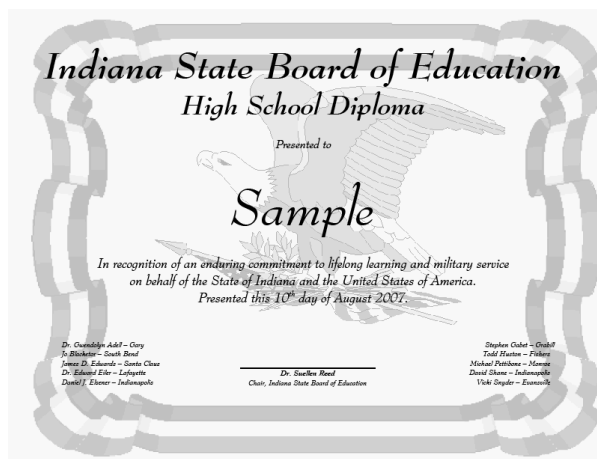 Indiana State Board of Education
High School Diploma
Presented to
Sample
In recognition of an enduring commitment to lifelong learning and military service
on behalf of the State of Indiana and the United States of America.
Presented this 10th day of August 2007.
Dr. Gwendolyn Adell – Gary
Jo Blacketor – South Bend
James D. Edwards – Santa Claus
Dr. Edward Eiler – Lafayette
Daniel J. Elsener – Indianapolis
Dr. Suellen Reed
Chair, Indiana State Board of Education
Stephen Gabet – Grabill
Todd Huston – Fishers
Michael Pettibone – Monroe
David Shane – Indianapolis
Vicki Snyder – Evansville